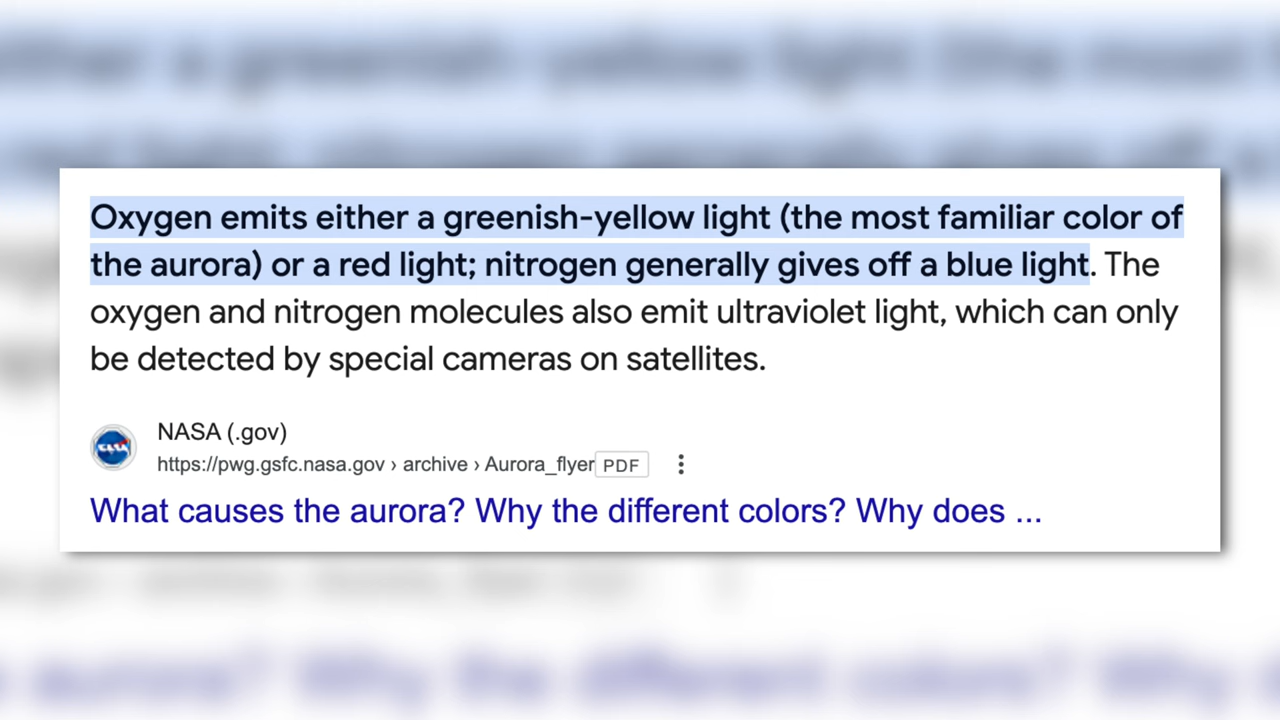 Oxygen emits either a greenish-yellow light (the most familiar color of
the aurora) or a red light; nitrogen generally gives off a blue light. The
oxygen and nitrogen molecules also emit ultraviolet light, which can only
be detected by special cameras on satellites.
NASA (.gov)
https://pwg.gsfc.nasa.gov › archive › Aurora_flyer PDF
What causes the aurora? Why the different colors? Why does ...